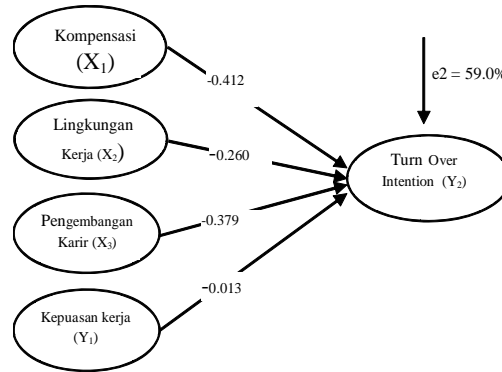 Kompensasi
(X₁)
-0.412
e2 = 59.0%
Lingkungan
Kerja (X₂)
-0.260
Turn Over
Intention (Y₂)
Pengembangan
Karir (X₃)
-0.379
-0.013
Kepuasan kerja
(Y₁)